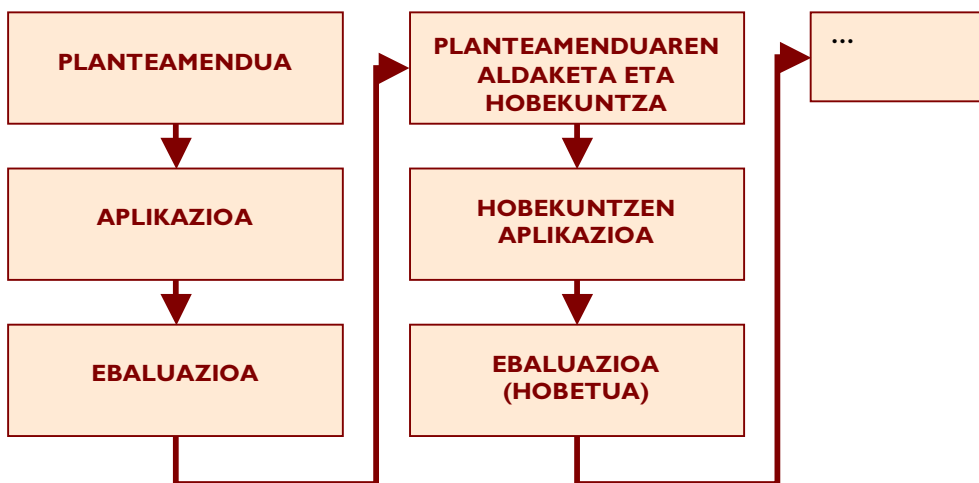 PLANTEAMENDUA
APLIKAZIOA
EBALUAZIOA
PLANTEAMENDUAREN
ALDAKETA ETA
HOBEKUNTZA
HOBEKUNTZEN
APLIKAZIOA
EBALUAZIOA
(HOBETUA)
...